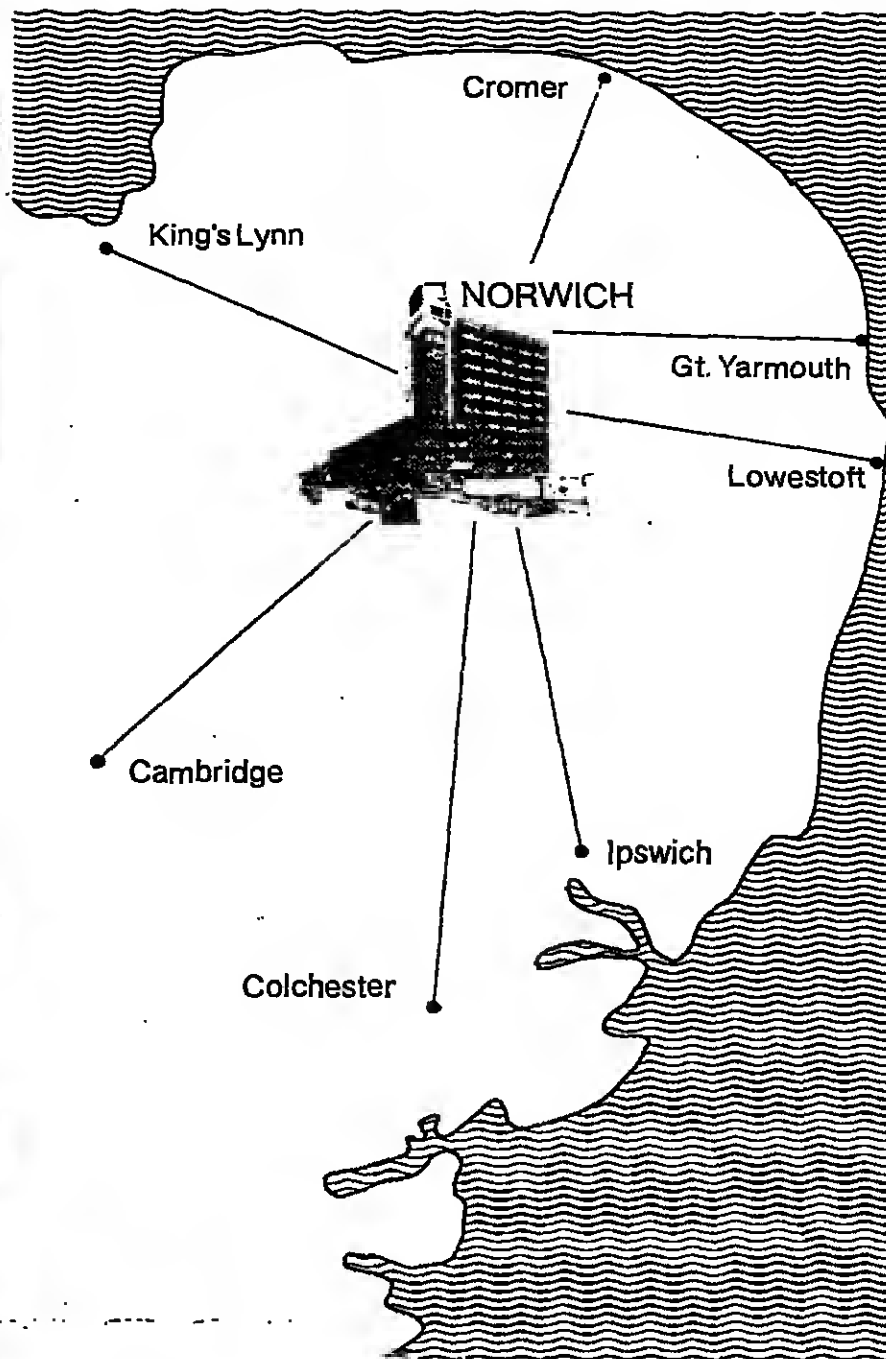 Cromer
King's Lynn
NORWICH
Gt. Yarmouth
Lowestoft
Cambridge
Ipswich
Colchester